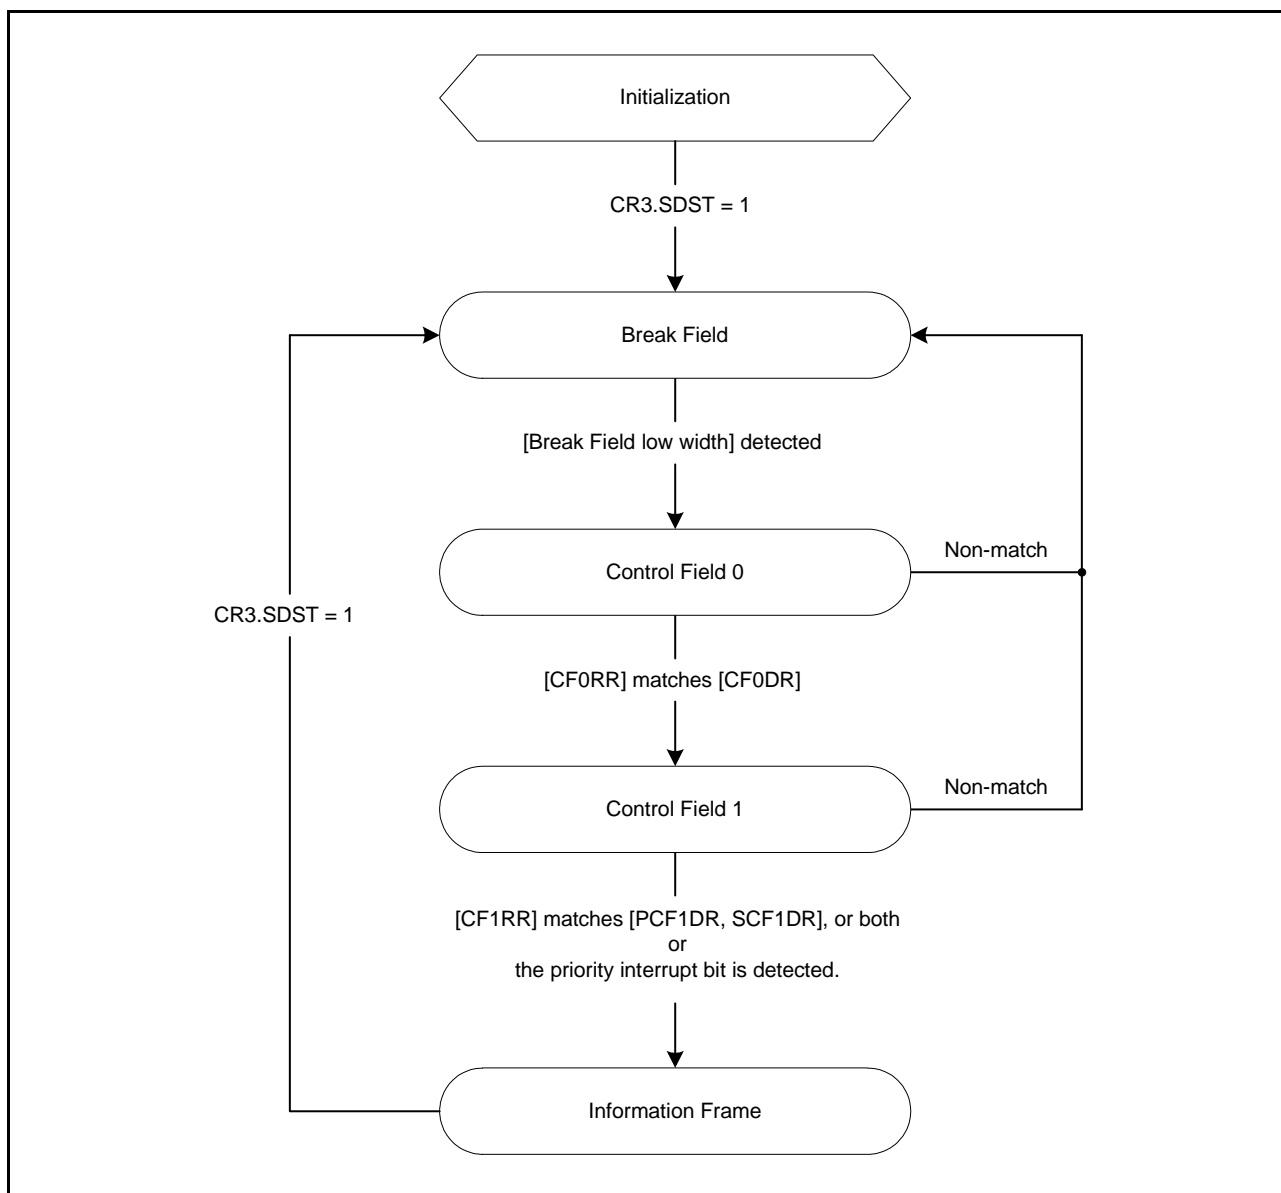 Initialization
CR3.SDST = 1
Break Field
[Break Field low width] detected
Control Field 0
Non-match
CR3.SDST = 1
[CF0RR] matches [CF0DR]
Control Field 1
Non-match
[CF1RR] matches [PCF1DR, SCF1DR], or both
or
the priority interrupt bit is detected.
Information Frame